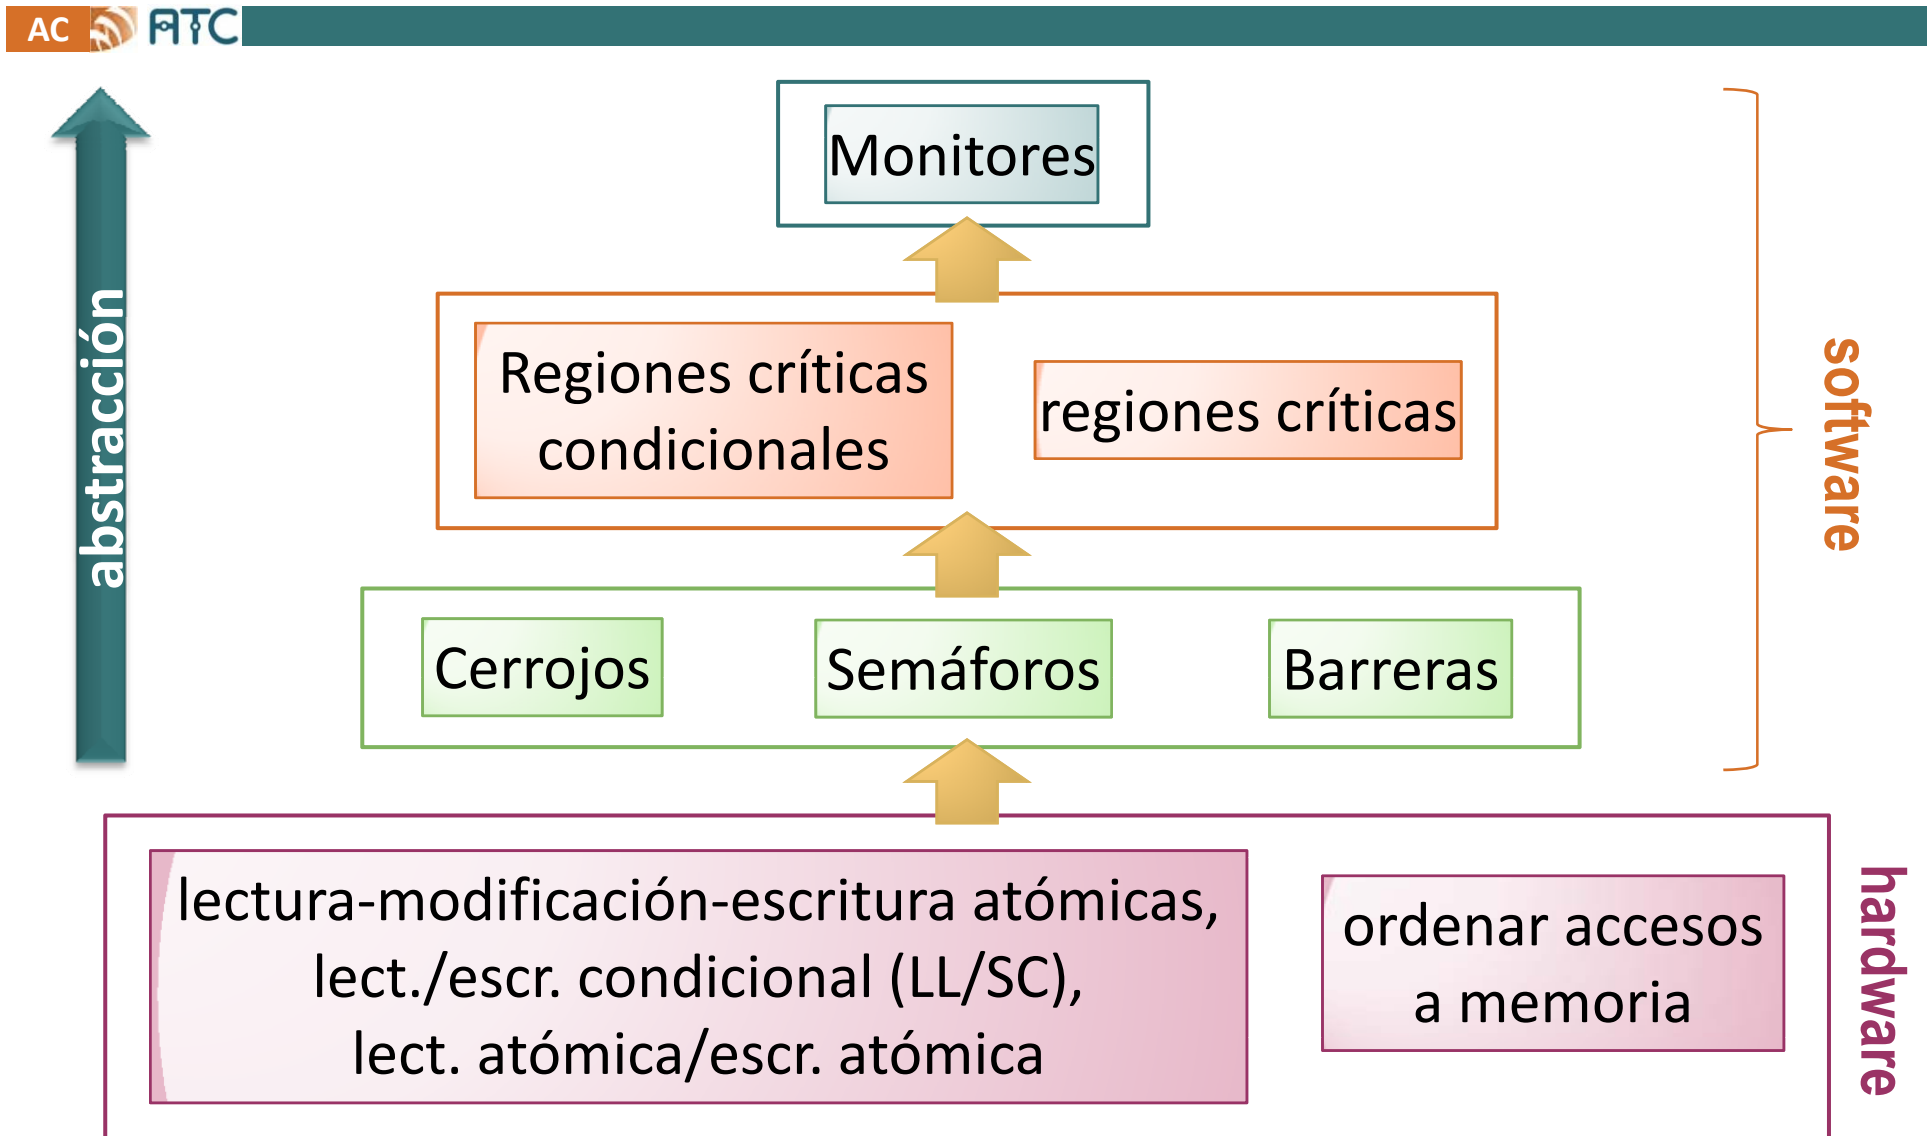 AC
ATC
Monitores
abstracción
Regiones críticas
condicionales
regiones críticas
software
Cerrojos
Semáforos
Barreras
lectura-modificación-escritura atómicas,
lect./escr. condicional (LL/SC),
lect. atómica/escr. atómica
ordenar accesos
a memoria
hardware